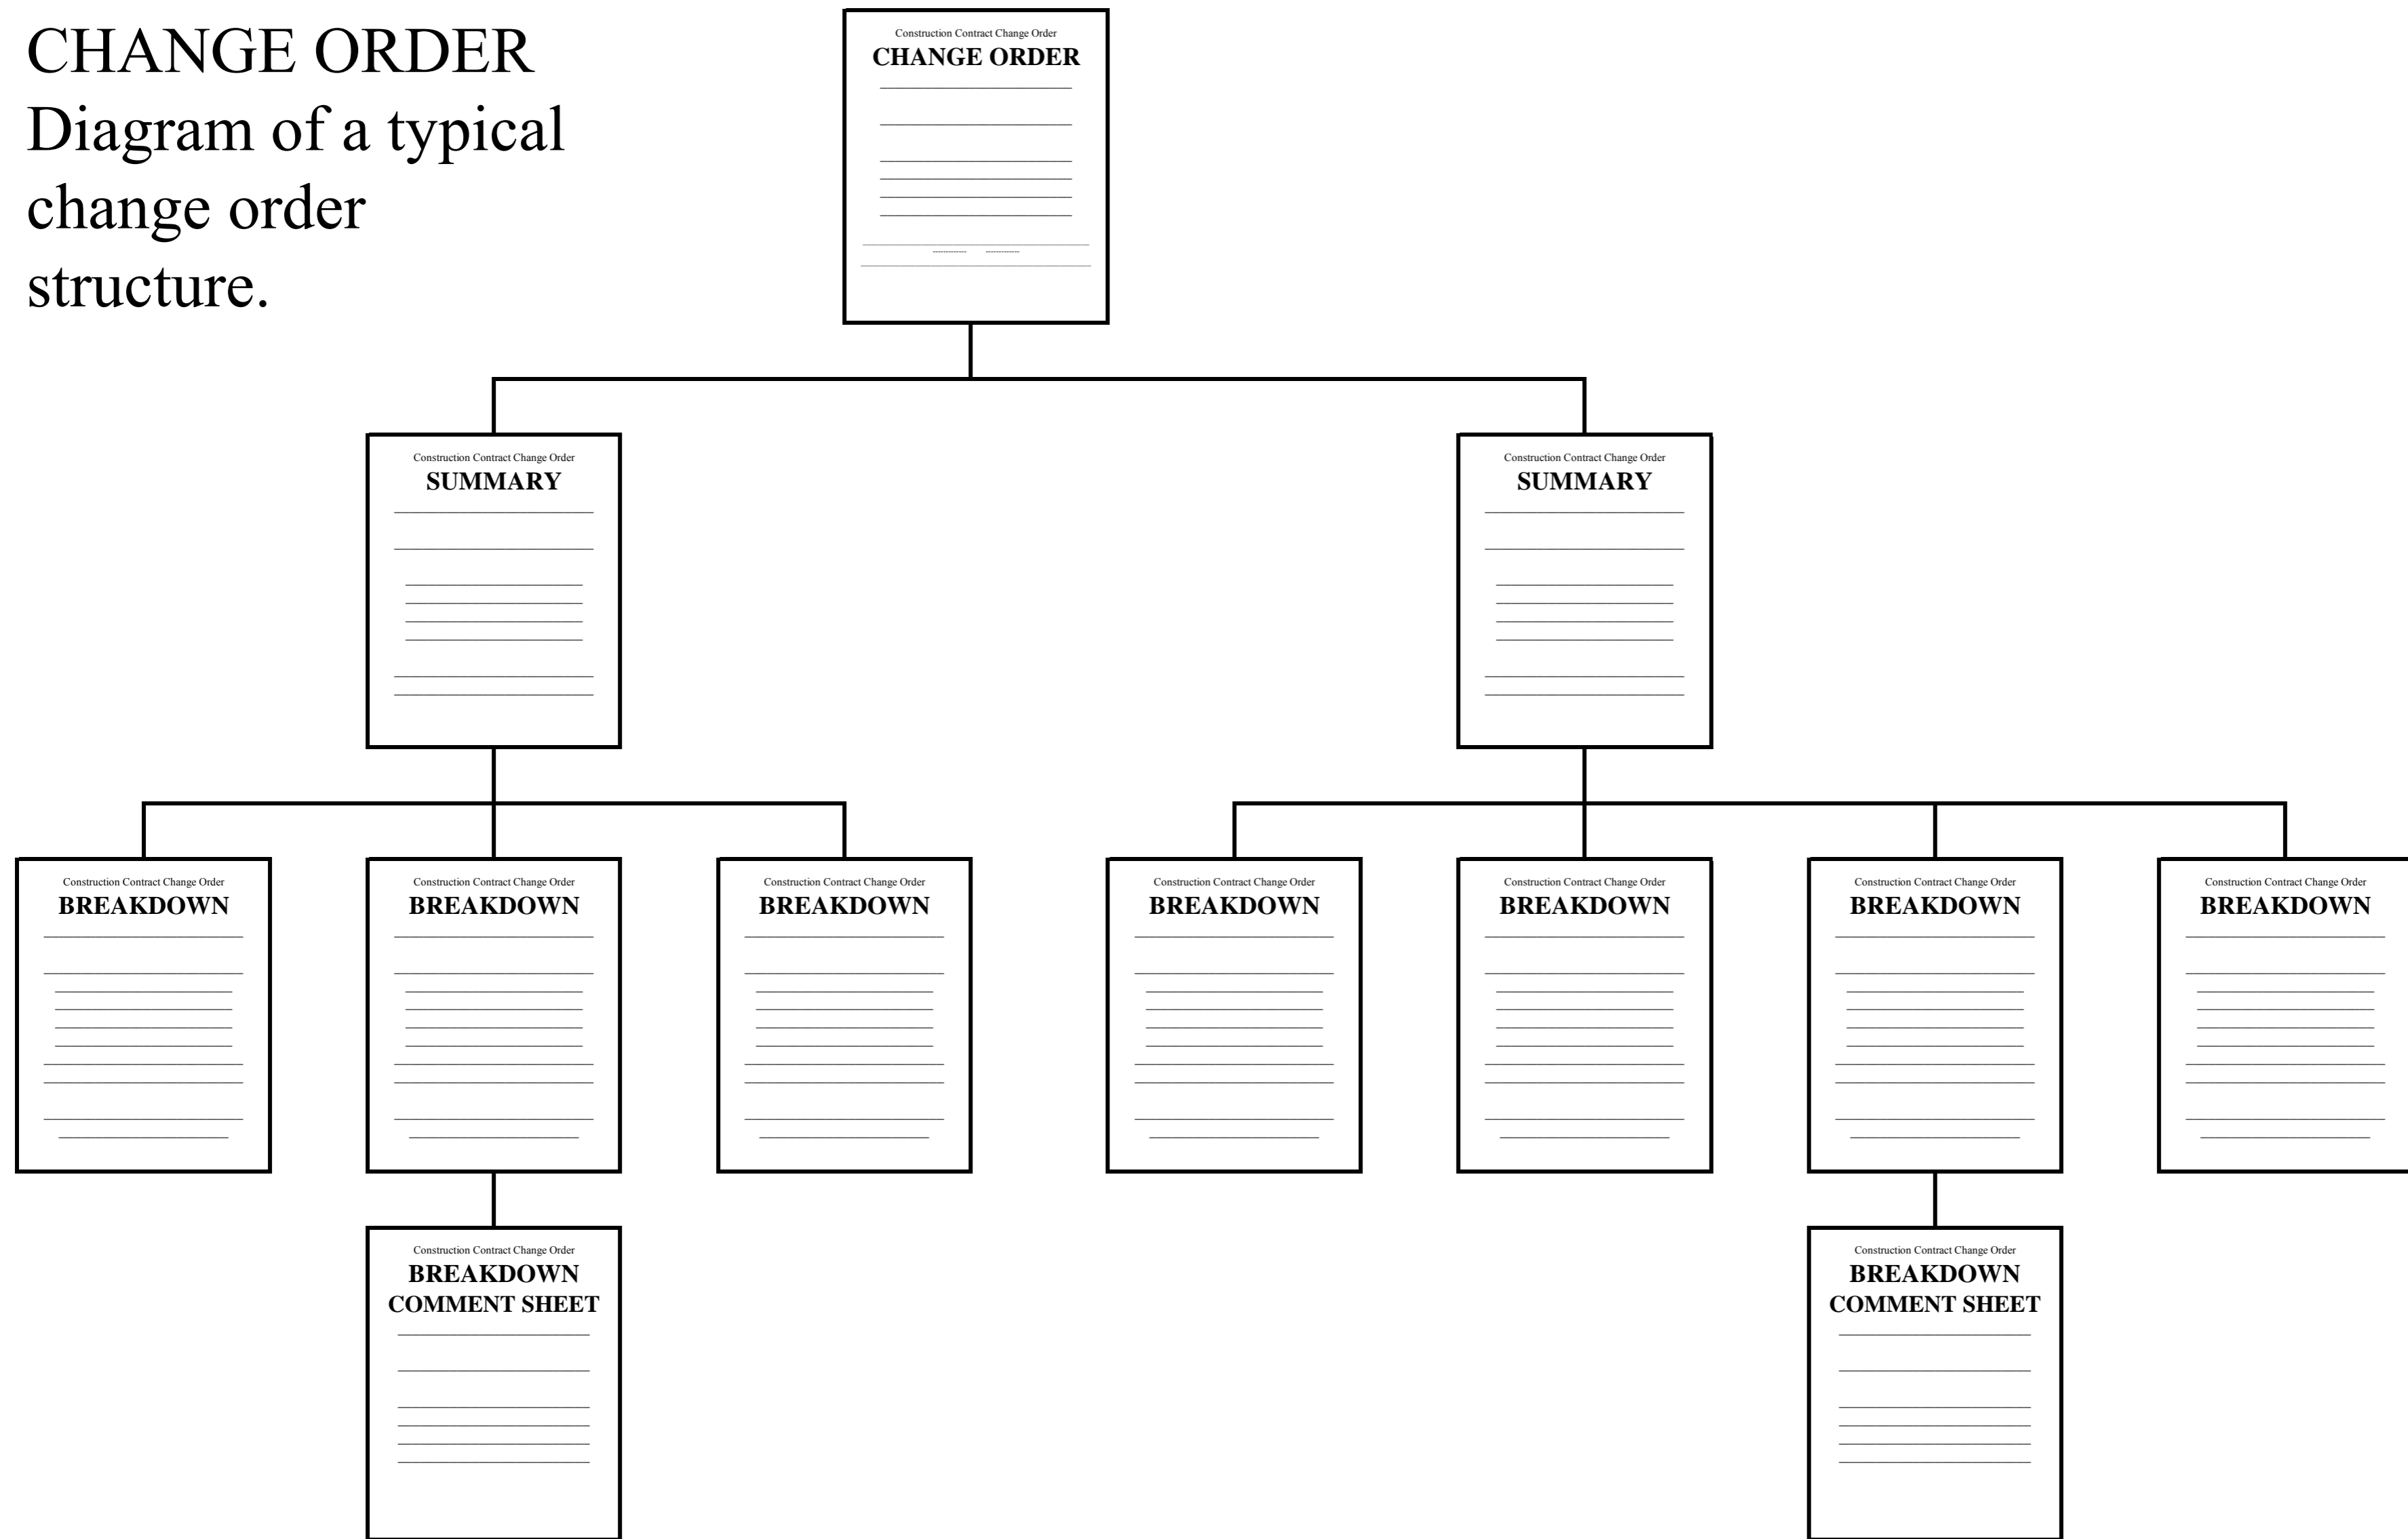 CHANGE ORDER
Diagram of a typical
change order
structure.
Construction Contract Change Order
CHANGE ORDER
Construction Contract Change Order
SUMMARY
Construction Contract Change Order
SUMMARY
Construction Contract Change Order
BREAKDOWN
Construction Contract Change Order
BREAKDOWN
Construction Contract Change Order
BREAKDOWN
Construction Contract Change Order
BREAKDOWN
Construction Contract Change Order
BREAKDOWN
Construction Contract Change Order
BREAKDOWN
Construction Contract Change Order
BREAKDOWN
Construction Contract Change Order
BREAKDOWN
COMMENT SHEET
Construction Contract Change Order
BREAKDOWN
COMMENT SHEET